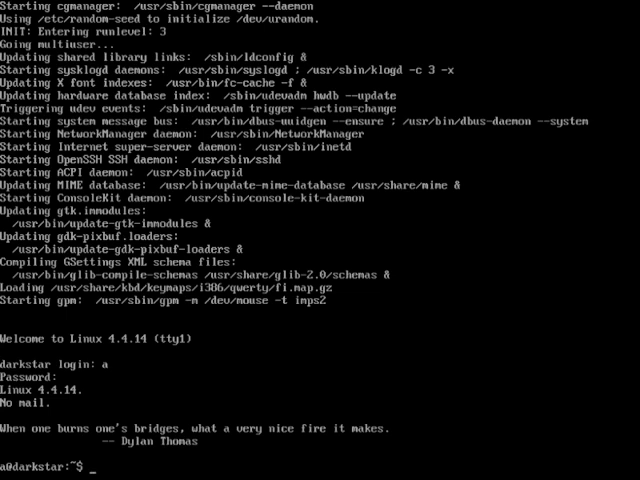 Starting cgmanager:  /usr/sbin/cgmanager --daemon
Using /etc/random-seed to initialize /dev/urandom.
INIT: Entering runlevel: 3
Going multiuser...
Updating shared library links:  /sbin/ldconfig &
Starting sysklogd daemons:  /usr/sbin/syslogd ; /usr/sbin/klogd -c 3 -x
Updating X font indexes:  /usr/bin/fc-cache -f &
Updating hardware database index:  /sbin/udevadm hwdb --update
Triggering udev events:  /sbin/udevadm trigger --action=change
Starting system message bus:  /usr/bin/dbus-uuidgen --ensure ; /usr/bin/dbus-daemon --system
Starting NetworkManager daemon:  /usr/sbin/NetworkManager
Starting Internet super-server daemon:  /usr/sbin/inetd
Starting OpenSSH SSH daemon:  /usr/sbin/sshd
Starting ACPI daemon:  /usr/sbin/acpid
Updating MIME database:  /usr/bin/update-mime-database /usr/share/mime &
Starting ConsoleKit daemon:  /usr/sbin/console-kit-daemon
Updating gtk.immodules:
  /usr/bin/update-gtk-immodules &
Updating gdk-pixbuf.loaders:
  /usr/bin/update-gdk-pixbuf-loaders &
Compiling GSettings XML schema files:
  /usr/bin/glib-compile-schemas /usr/share/glib-2.0/schemas &
Loading /usr/share/kbd/keymaps/i386/qwerty/fi.map.gz
Starting gpm:  /usr/sbin/gpm -m /dev/mouse -t imps2
Welcome to Linux 4.4.14 (tty1)
darkstar login: a
Password:
Linux 4.4.14.
No mail.
When one burns one's bridges, what a very nice fire it makes.
                -- Dylan Thomas
a@darkstar:~$ _